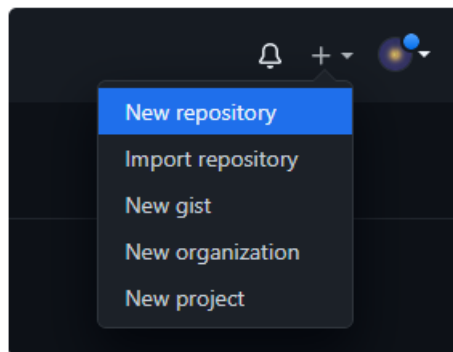 New repository
Import repository
New gist
New organization
New project